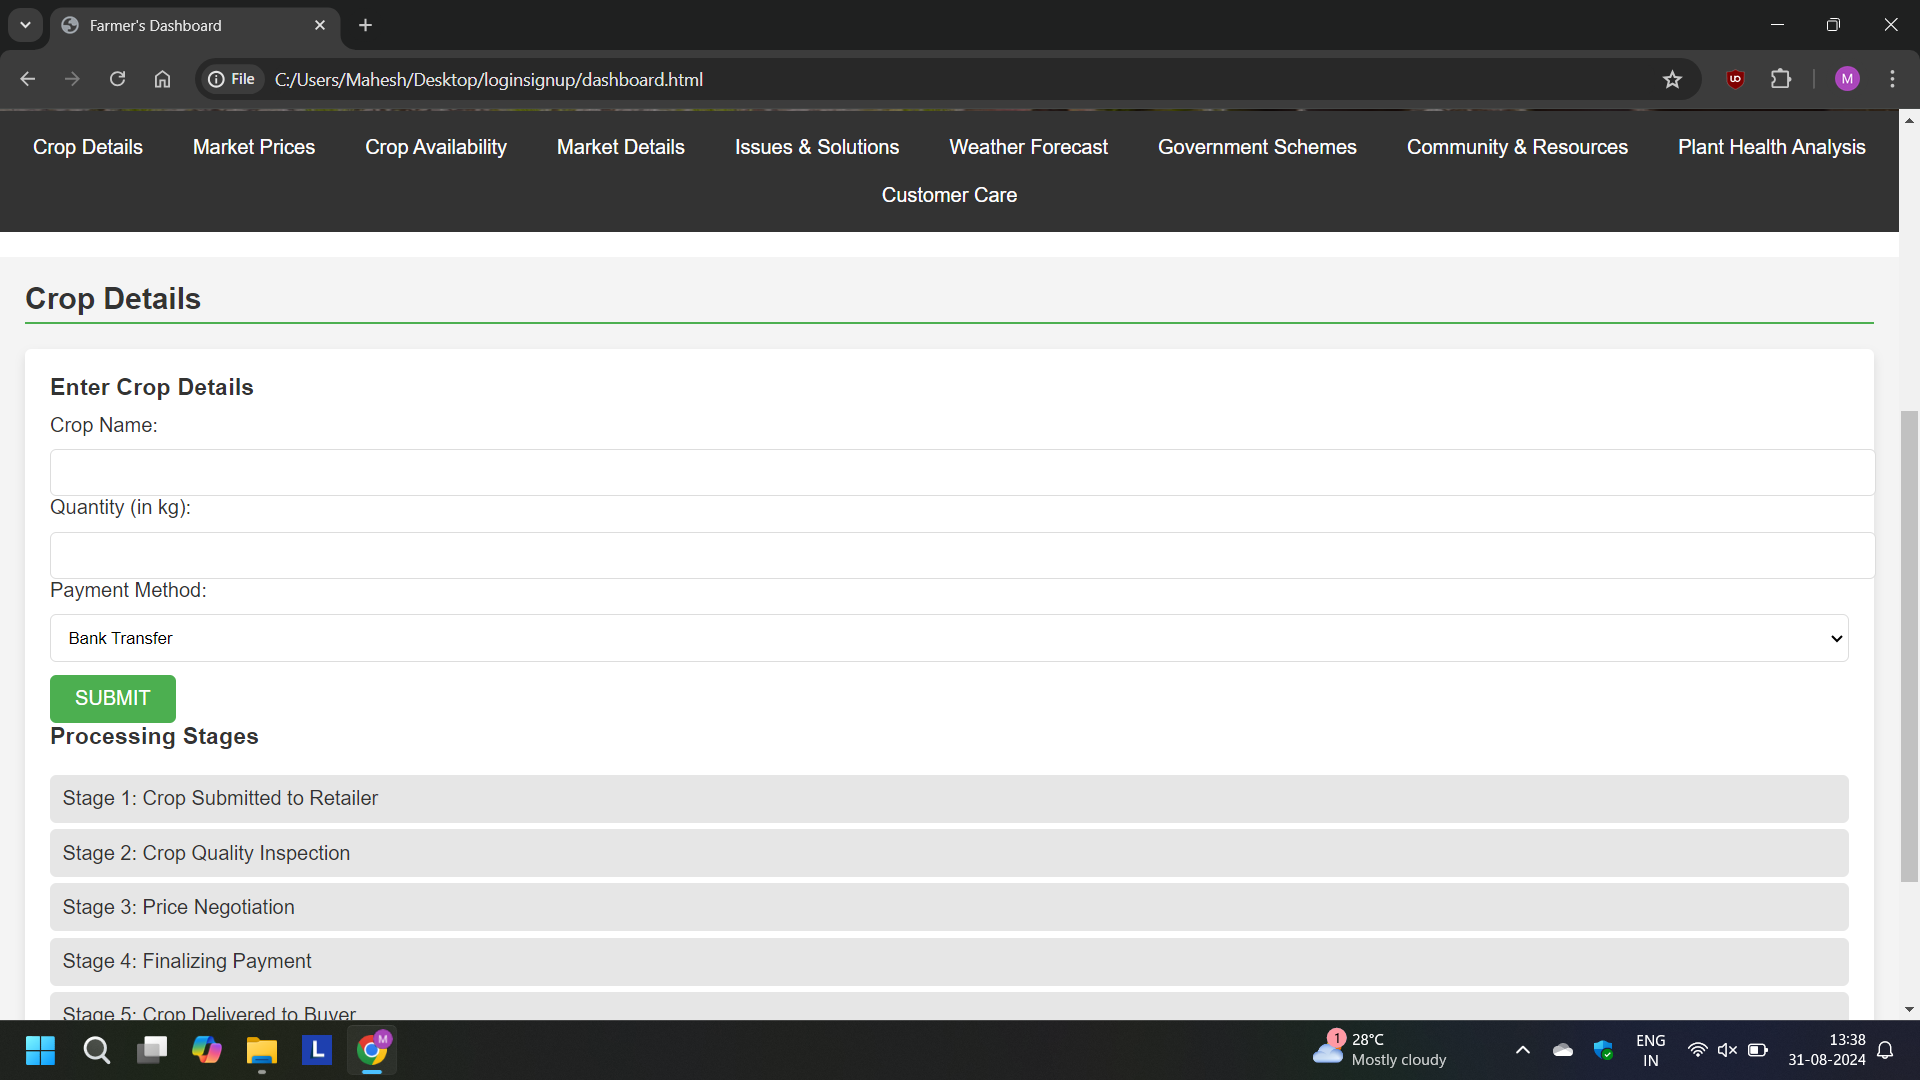 Farmer's Dashboard
File C:/Users/Mahesh/Desktop/loginsignup/dashboard.html M
Crop Details Market Prices Crop Availability Market Details Issues & Solutions Weather Forecast Government Schemes Community & Resources Plant Health Analysis
Customer Care
Crop Details
Enter Crop Details
Crop Name:
Quantity (in kg):
Payment Method:
Bank Transfer
SUBMIT
Processing Stages
Stage 1: Crop Submitted to Retailer
Stage 2: Crop Quality Inspection
Stage 3: Price Negotiation
Stage 4: Finalizing Payment
Stage 5: Crop Delivered to Buyer
L M 1 28°C ENG 13:38
Mostly cloudy IN 31-08-2024